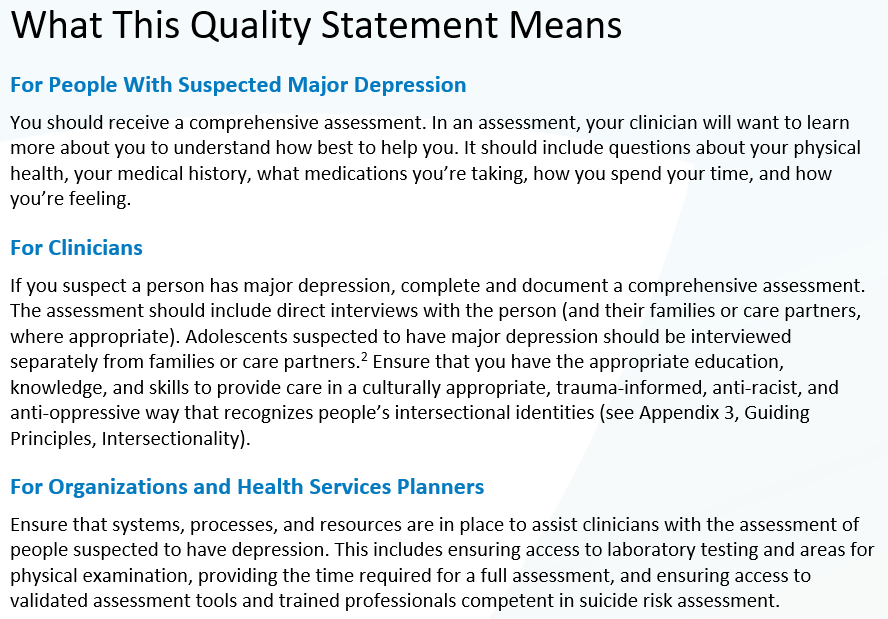 What This Quality Statement Means
For People With Suspected Major Depression
You should receive a comprehensive assessment. In an assessment, your clinician will want to learn
more about you to understand how best to help you. It should include questions about your physical
health, your medical history, what medications you’re taking, how you spend your time, and how
you’re feeling.
For Clinicians
If you suspect a person has major depression, complete and document a comprehensive assessment.
The assessment should include direct interviews with the person (and their families or care partners,
where appropriate). Adolescents suspected to have major depression should be interviewed
separately from families or care partners.² Ensure that you have the appropriate education,
knowledge, and skills to provide care in a culturally appropriate, trauma-informed, anti-racist, and
anti-oppressive way that recognizes people’s intersectional identities (see Appendix 3, Guiding
Principles, Intersectionality).
For Organizations and Health Services Planners
Ensure that systems, processes, and resources are in place to assist clinicians with the assessment of
people suspected to have depression. This includes ensuring access to laboratory testing and areas for
physical examination, providing the time required for a full assessment, and ensuring access to
validated assessment tools and trained professionals competent in suicide risk assessment.